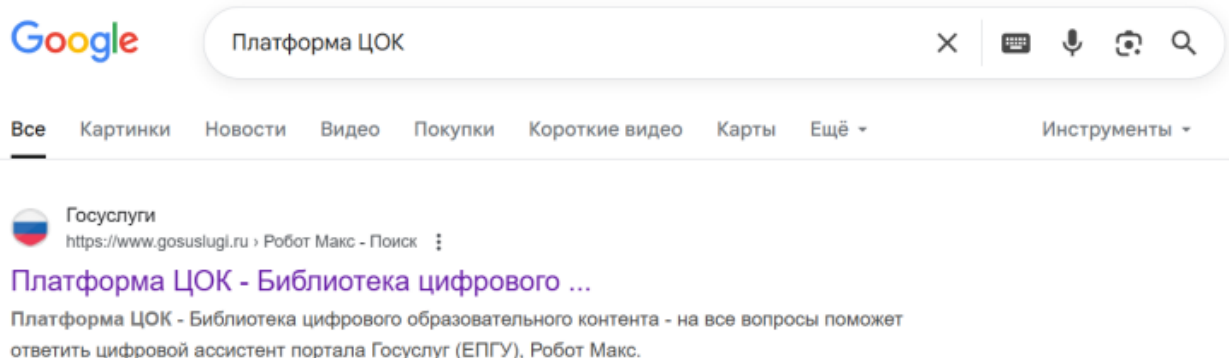 Google
Платформа ЦОК
Все Картинки Новости Видео Покупки Короткие видео Карты Ещё Инструменты
Госуслуги
https://www.gosuslugi.ru › Робот Макс - Поиск
Платформа ЦОК - Библиотека цифрового ...
Платформа ЦОК - Библиотека цифрового образовательного контента - на все вопросы поможет
ответить цифровой ассистент портала Госуслуг (ЕПГУ), Робот Макс.